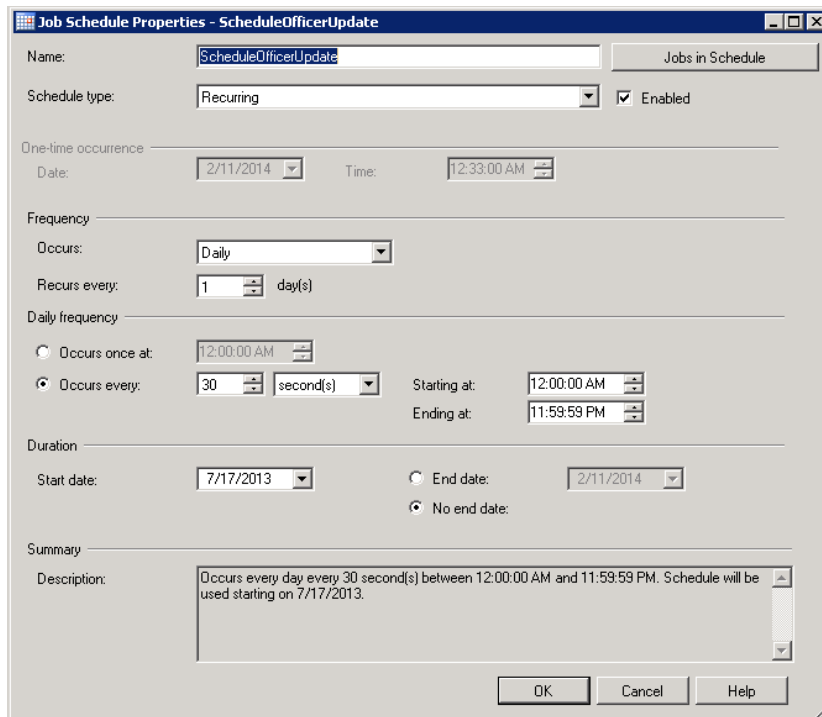 Job Schedule Properties - ScheduleOfficerUpdate
Name: ScheduleOfficerUpdate Jobs in Schedule
Schedule type: Recurring Enabled
One-time occurrence
Date: 2/11/2014 Time: 12:33:00 AM
Frequency
Occurs: Daily
Recurs every: 1 day(s)
Daily frequency
Occurs once at: 12:00:00 AM
Occurs every: 30 second(s) Starting at: 12:00:00 AM
Ending at: 11:59:59 PM
Duration
Start date: 7/17/2013 End date: 2/11/2014
No end date:
Summary
Description: Occurs every day every 30 second(s) between 12:00:00 AM and 11:59:59 PM. Schedule will be
used starting on 7/17/2013.
OK Cancel Help